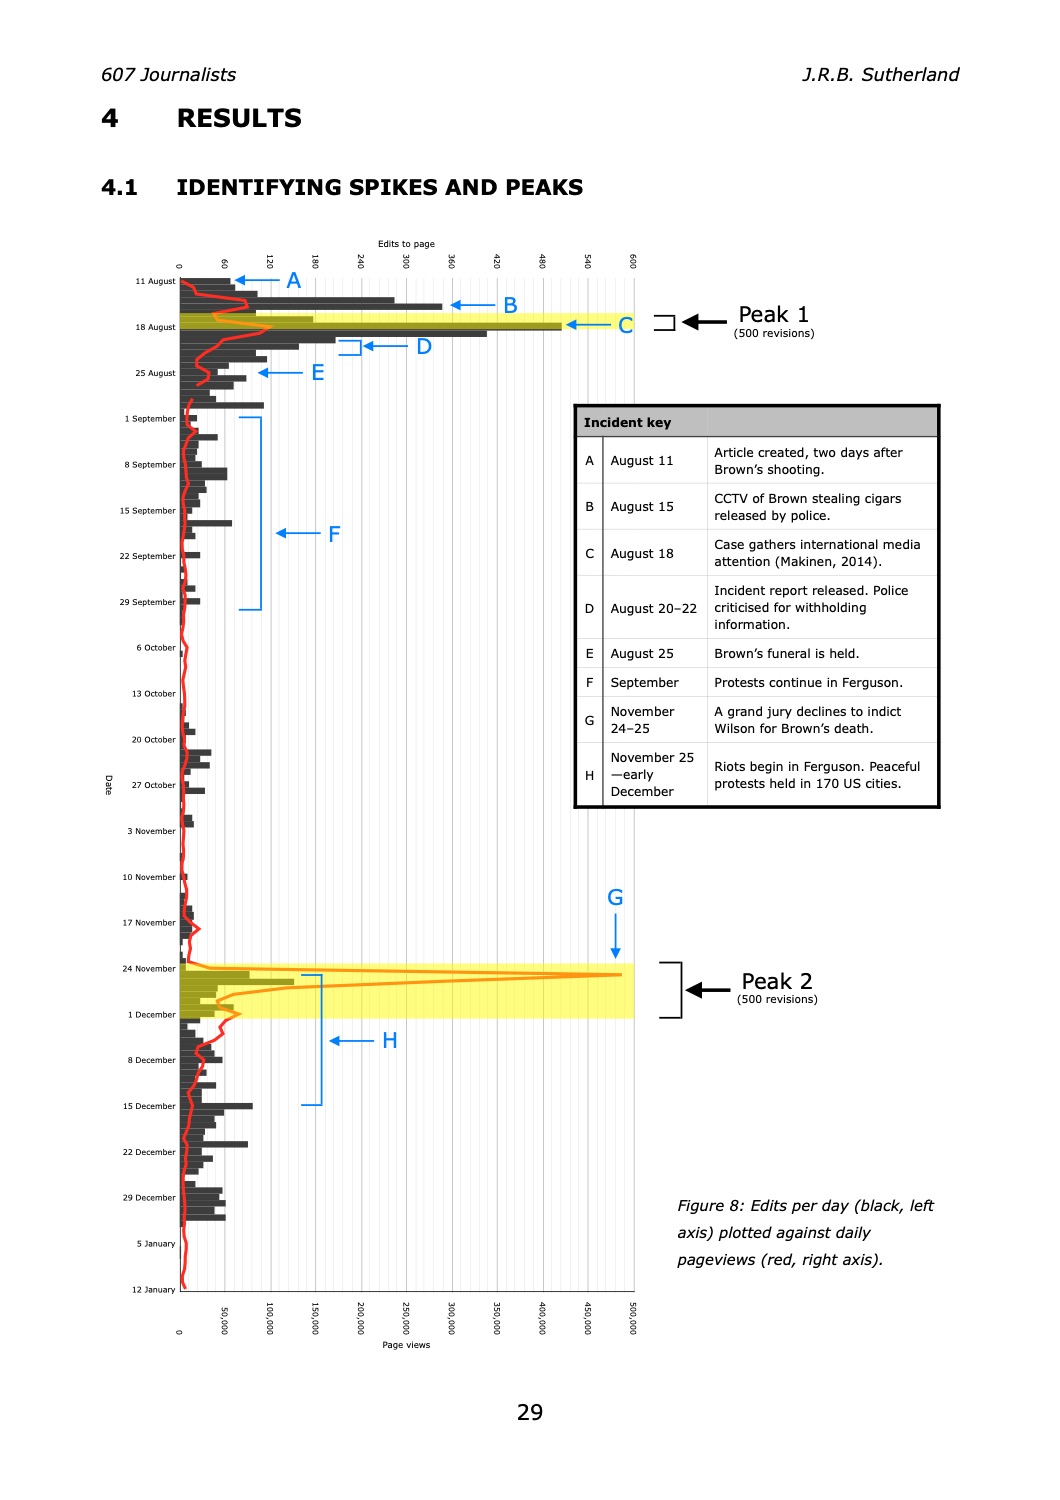 607 Journalists
J.R.B. Sutherland
4 RESULTS
4.1 IDENTIFYING SPIKES AND PEAKS
Edits to page
0 60 120 180 240 300 360 420 480 540 600
11 August
18 August
25 August
1 September
8 September
15 September
22 September
29 September
6 October
13 October
20 October
27 October
3 November
10 November
17 November
24 November
1 December
8 December
15 December
22 December
29 December
5 January
12 January
Date
A
B
C
D
E
F
G
H
Peak 1
(500 revisions)
Incident key
A August 11 Article created, two days after
Brown’s shooting.
B August 15 CCTV of Brown stealing cigars
released by police.
C August 18 Case gathers international media
attention (Makinen, 2014).
D August 20–22 Incident report released. Police
criticised for withholding
information.
E August 25 Brown’s funeral is held.
F September Protests continue in Ferguson.
G November
24–25
A grand jury declines to indict
Wilson for Brown’s death.
H November 25
—early
December
Riots begin in Ferguson. Peaceful
protests held in 170 US cities.
Peak 2
(500 revisions)
Figure 8: Edits per day (black, left
axis) plotted against daily
pageviews (red, right axis).
0 50,000 100,000 150,000 200,000 250,000 300,000 350,000 400,000 450,000 500,000
Page views
29